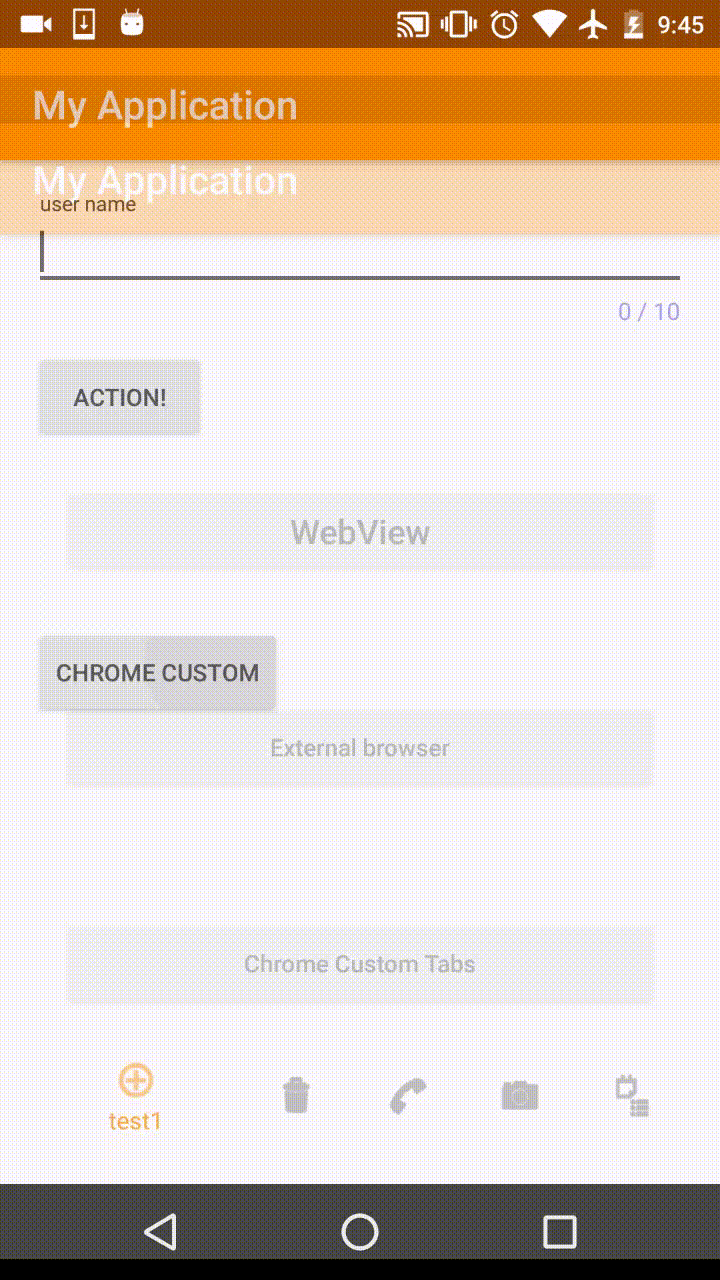 9:45
My Application
My Application
user name
0 / 10
ACTION!
WebView
CHROME CUSTOM
External browser
Chrome Custom Tabs
test1